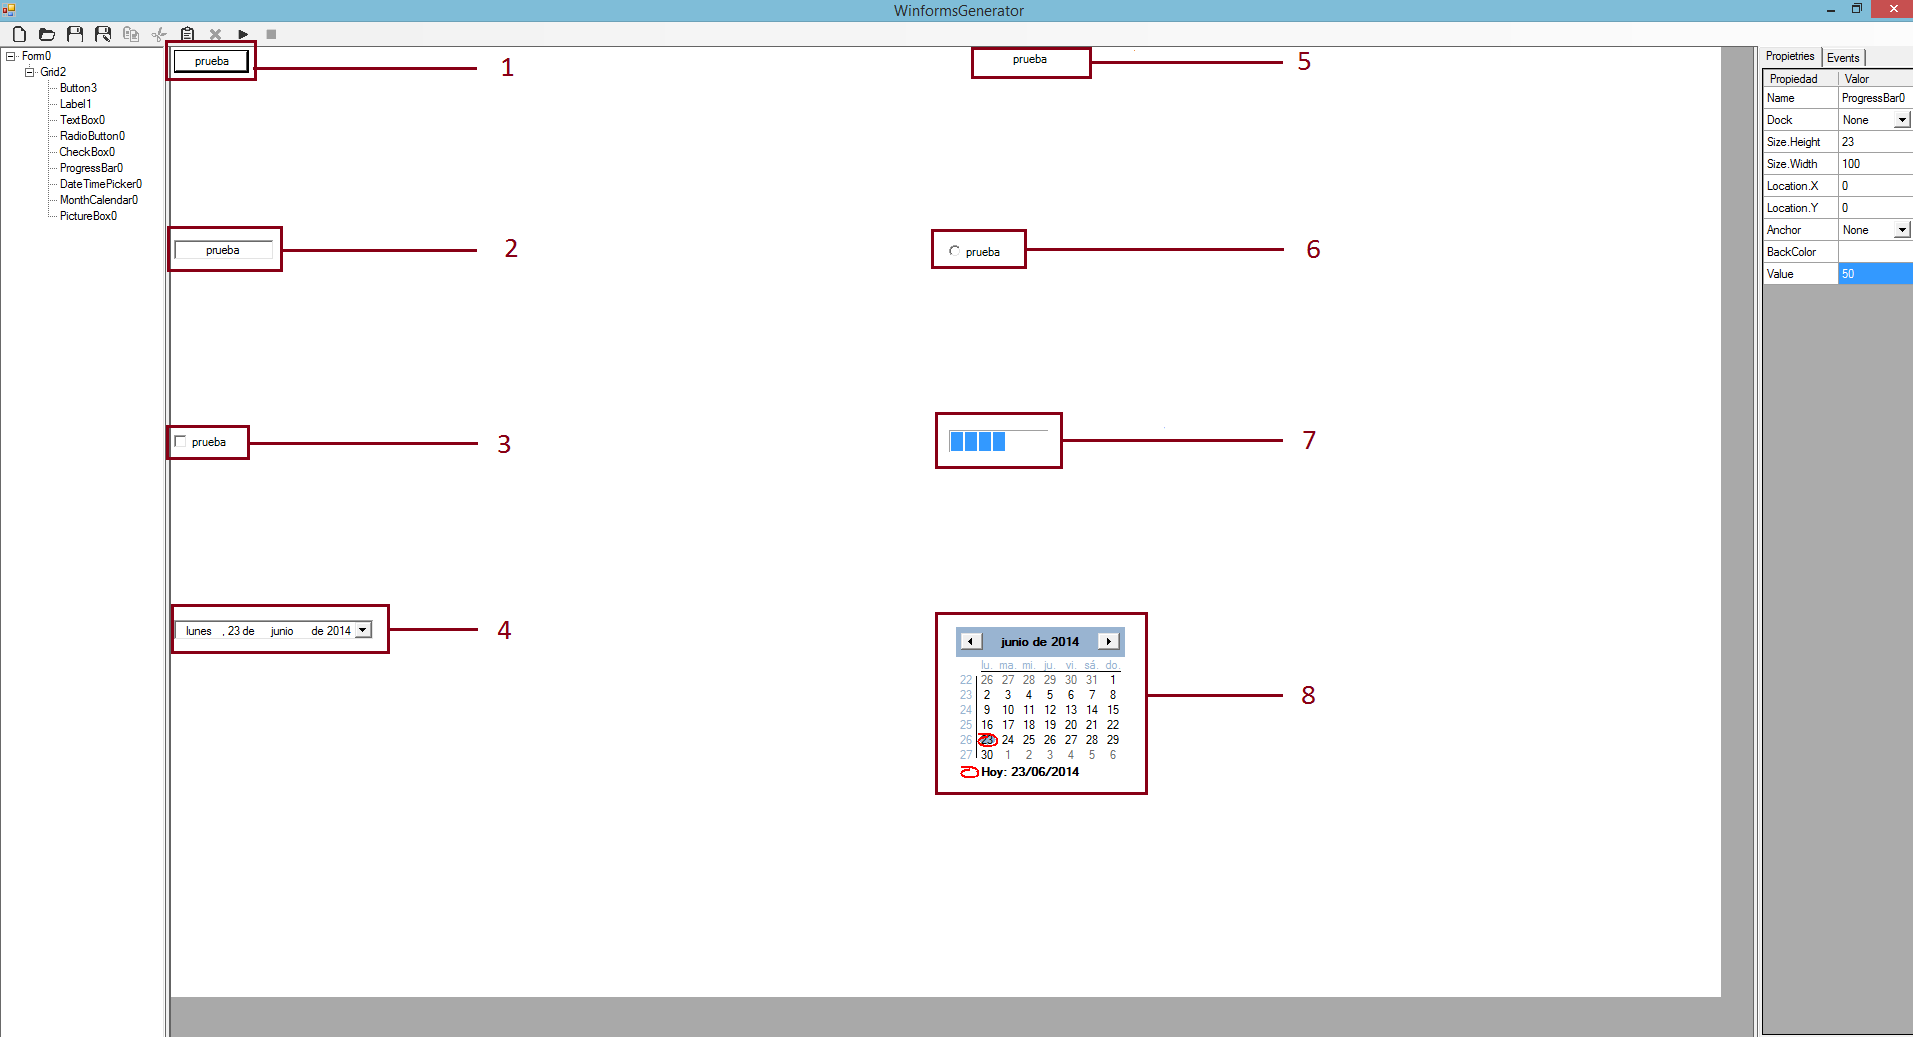 WinformsGenerator
Form0
Grid2
Button3
Label1
TextBox0
RadioButton0
CheckBox0
ProgressBar0
DateTimePicker0
MonthCalendar0
PictureBox0
prueba
1
prueba
5
prueba
2
prueba
6
prueba
3
7
lunes , 23 de junio de 2014
4
junio de 2014
lu. ma. mi. ju. vi. sá. do.
22 26 27 28 29 30 31 1
23 2 3 4 5 6 7 8
24 9 10 11 12 13 14 15
25 16 17 18 19 20 21 22
26 23 24 25 26 27 28 29
27 30 1 2 3 4 5 6
Hoy: 23/06/2014
8
Propietries Events
Propiedad Valor
Name ProgressBar0
Dock None
Size.Height 23
Size.Width 100
Location.X 0
Location.Y 0
Anchor None
BackColor
Value 50